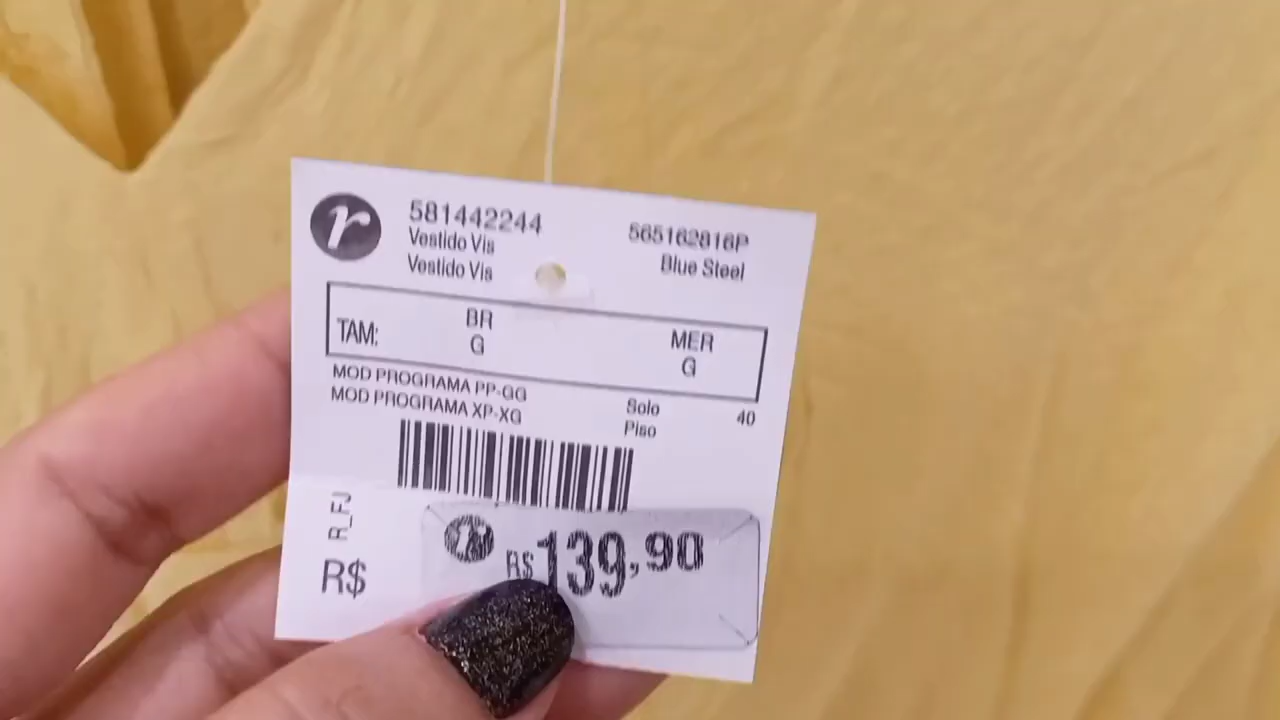 r
581442244
565162816P
Vestido Vis
Vestido Vis
Blue Steel
TAM:
BR
G
MER
G
MOD PROGRAMA PP-GG
MOD PROGRAMA XP-XG
Solo
Piso
40
R_FJ
R$
R$139,90